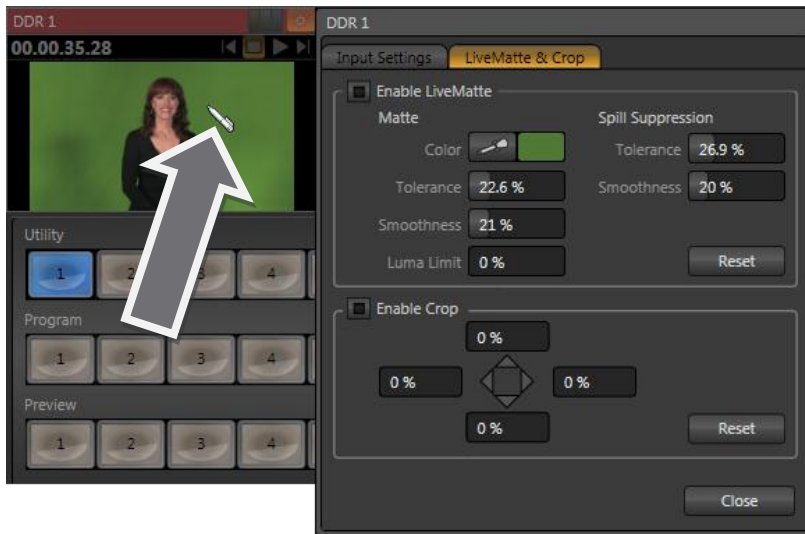 DDR 1
00.00.35.28
Utility
1 2 3 4
Program
1 2 3 4
Preview
1 2 3 4
DDR 1
Input Settings LiveMatte & Crop
Enable LiveMatte
Matte Spill Suppression
Color Tolerance 26.9 %
Tolerance 22.6 % Smoothness 20 %
Smoothness 21 %
Luma Limit 0 % Reset
Enable Crop
0 %
0 % 0 %
0 % Reset
Close